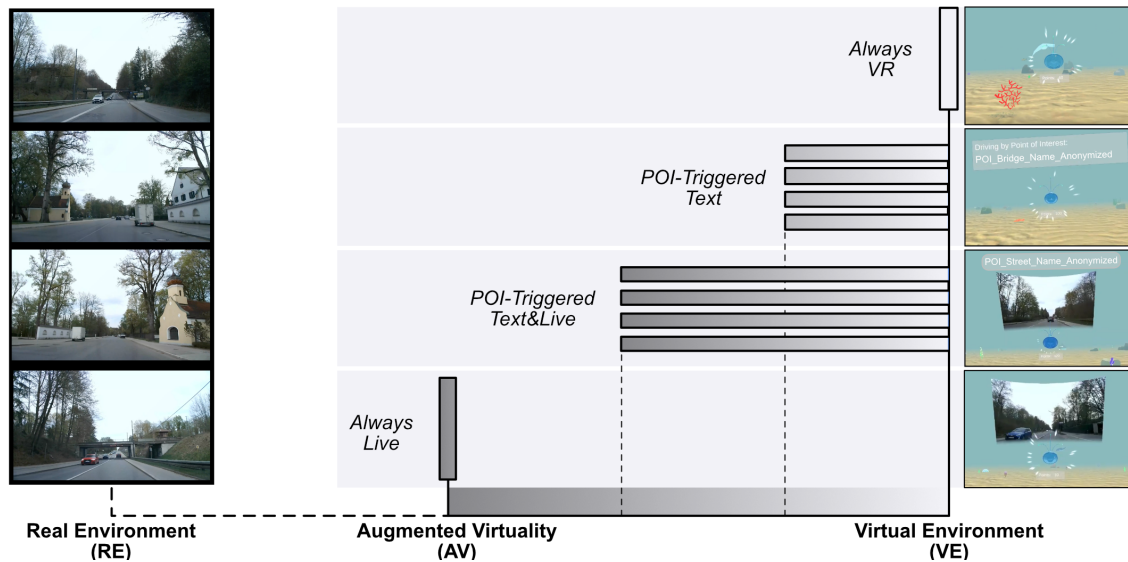 Always
VR
POI-Triggered
Text
Driving by Point of Interest:
POI_Bridge_Name_Anonymized
POI-Triggered
Text&Live
POI_Street_Name_Anonymized
Always
Live
Real Environment
(RE)
Augmented Virtuality
(AV)
Virtual Environment
(VE)